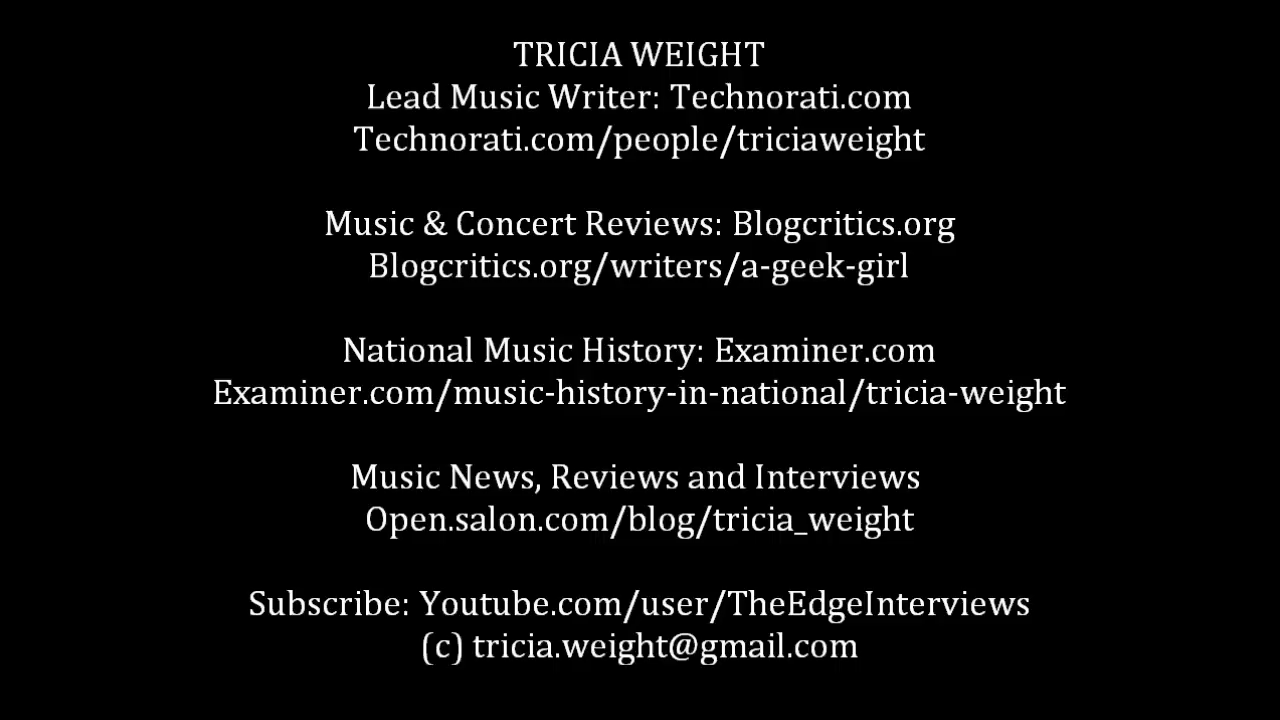 TRICIA WEIGHT
Lead Music Writer: Technorati.com
Technorati.com/people/triciaweight
Music & Concert Reviews: Blogcritics.org
Blogcritics.org/writers/a-geek-girl
National Music History: Examiner.com
Examiner.com/music-history-in-national/tricia-weight
Music News, Reviews and Interviews
Open.salon.com/blog/tricia_weight
Subscribe: Youtube.com/user/TheEdgeInterviews
(c) tricia.weight@gmail.com